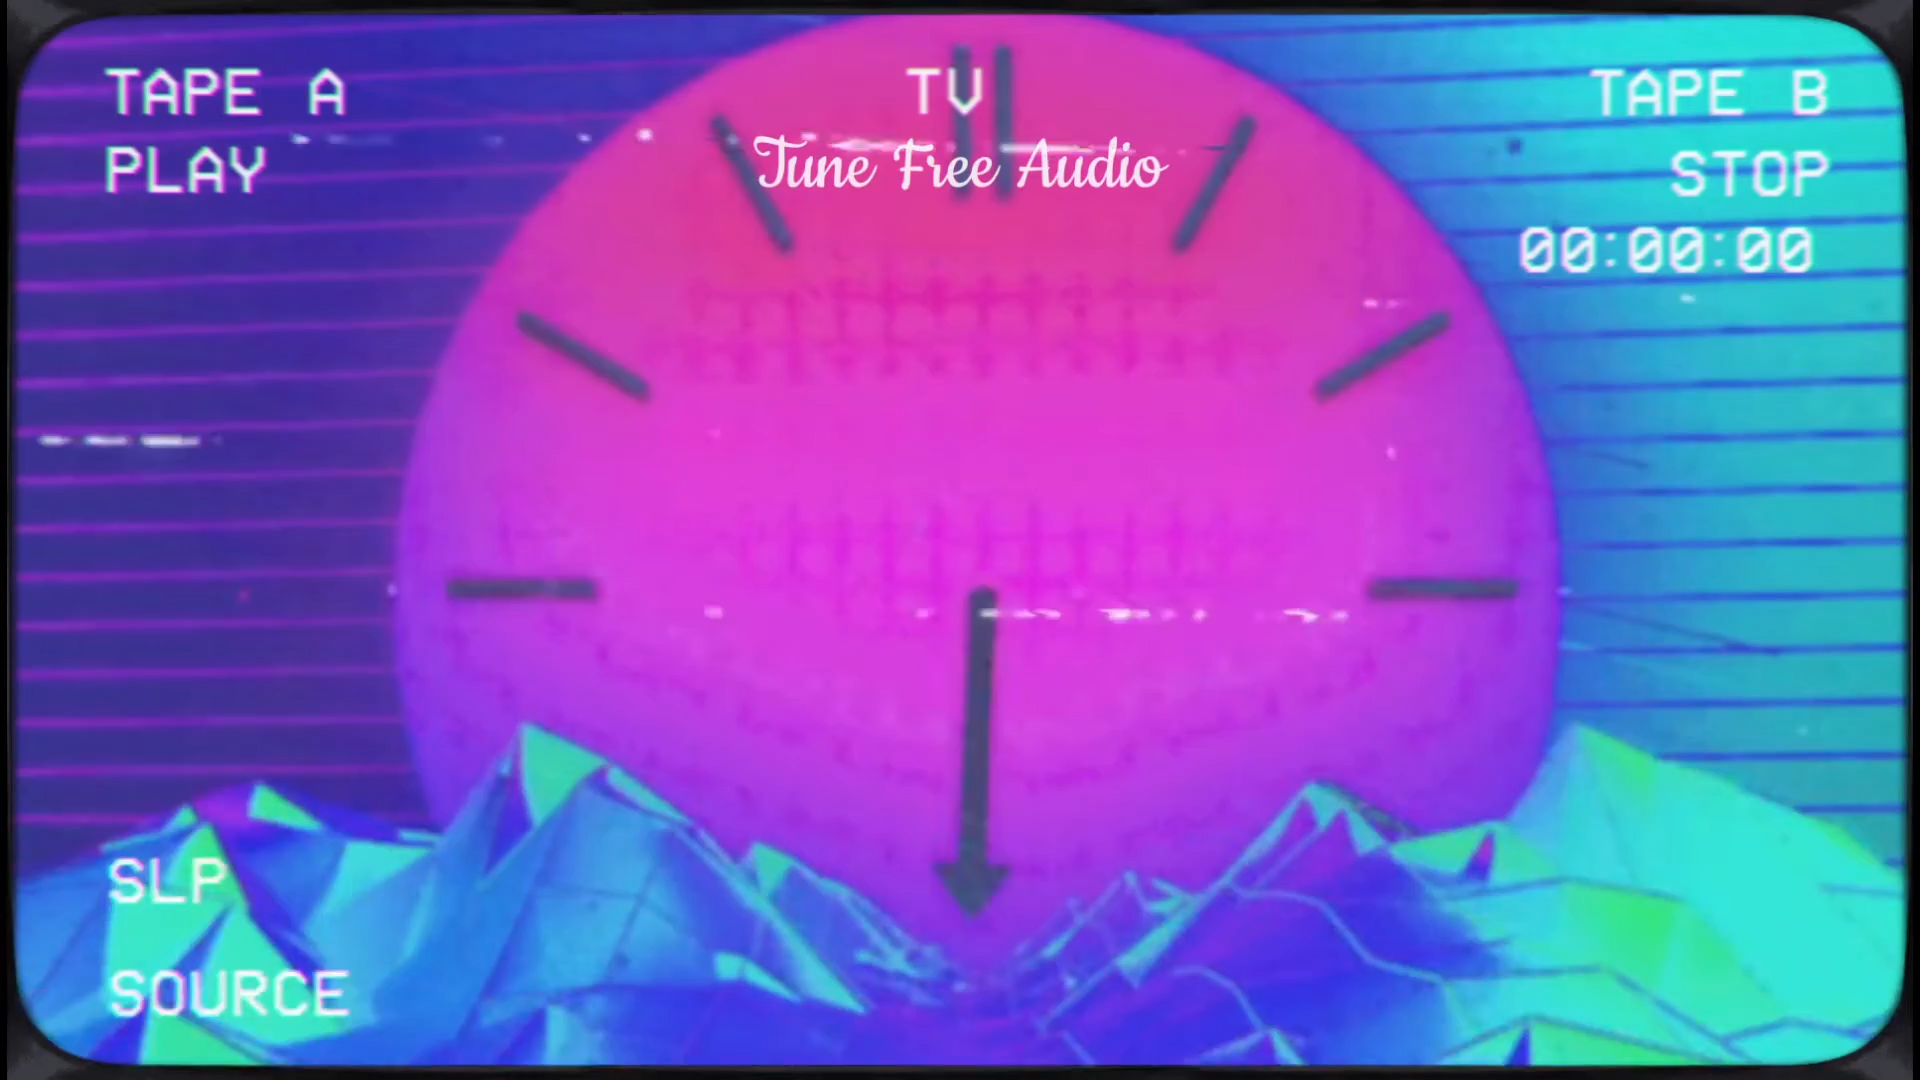 TAPE A
PLAY
TV
Tune Free Audio
TAPE B
STOP
00:00:00
SLP
SOURCE